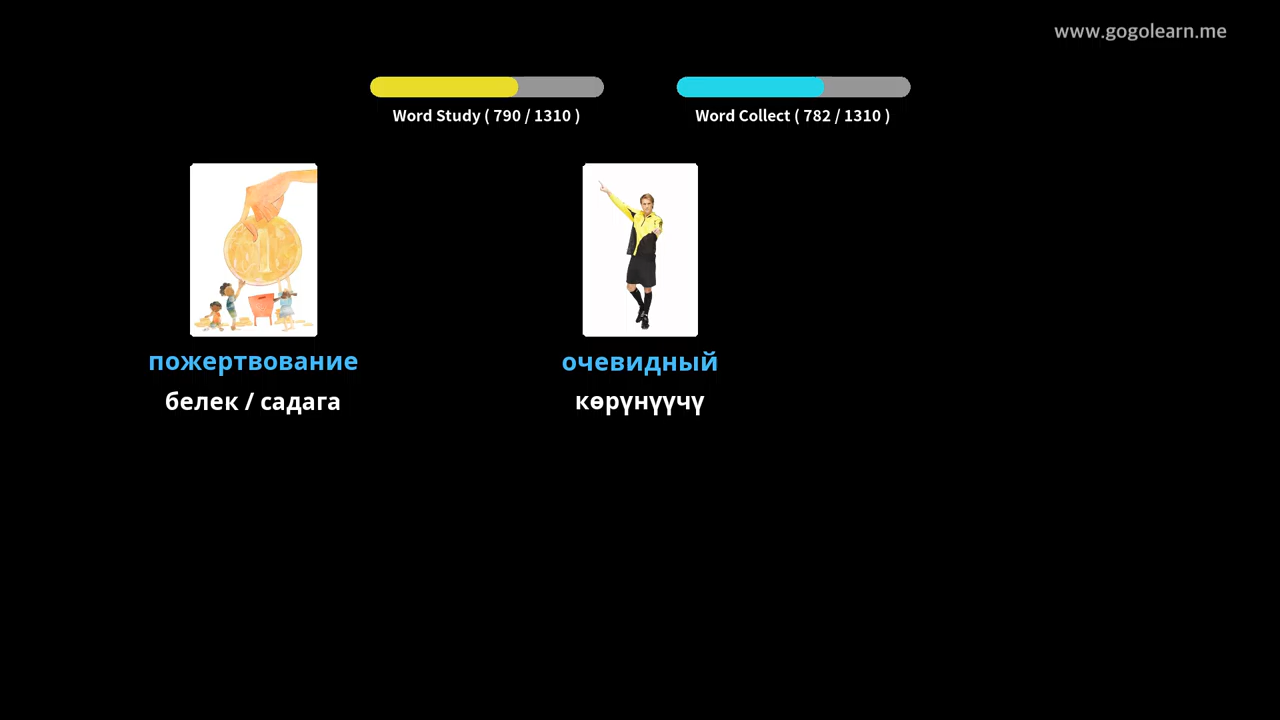 www.gogolearn.me
Word Study ( 790 / 1310 )
Word Collect ( 782 / 1310 )
пожертвование
белек / садага
очевидный
көрүнүүчү